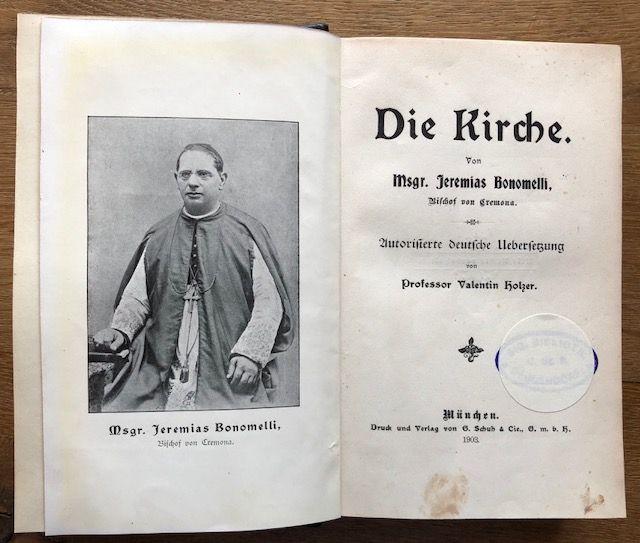 Msgr. Jeremias Bonomelli,
Bischof von Cremona.
Die Kirche.
Von
Msgr. Jeremias Bonomelli,
Bischof von Cremona.
Autorisierte deutsche Uebersetzung
von
Professor Valentin Holzer.
München.
Druck und Verlag von G. Schuh & Cie., G. m. b. H.
1903.